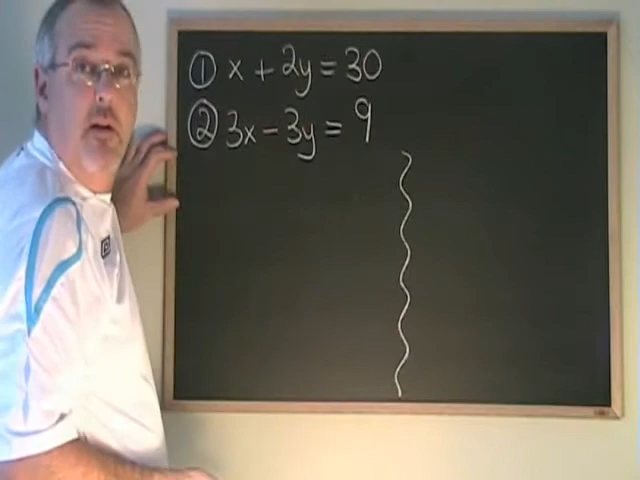 ① x + 2y = 30
② 3x - 3y = 9